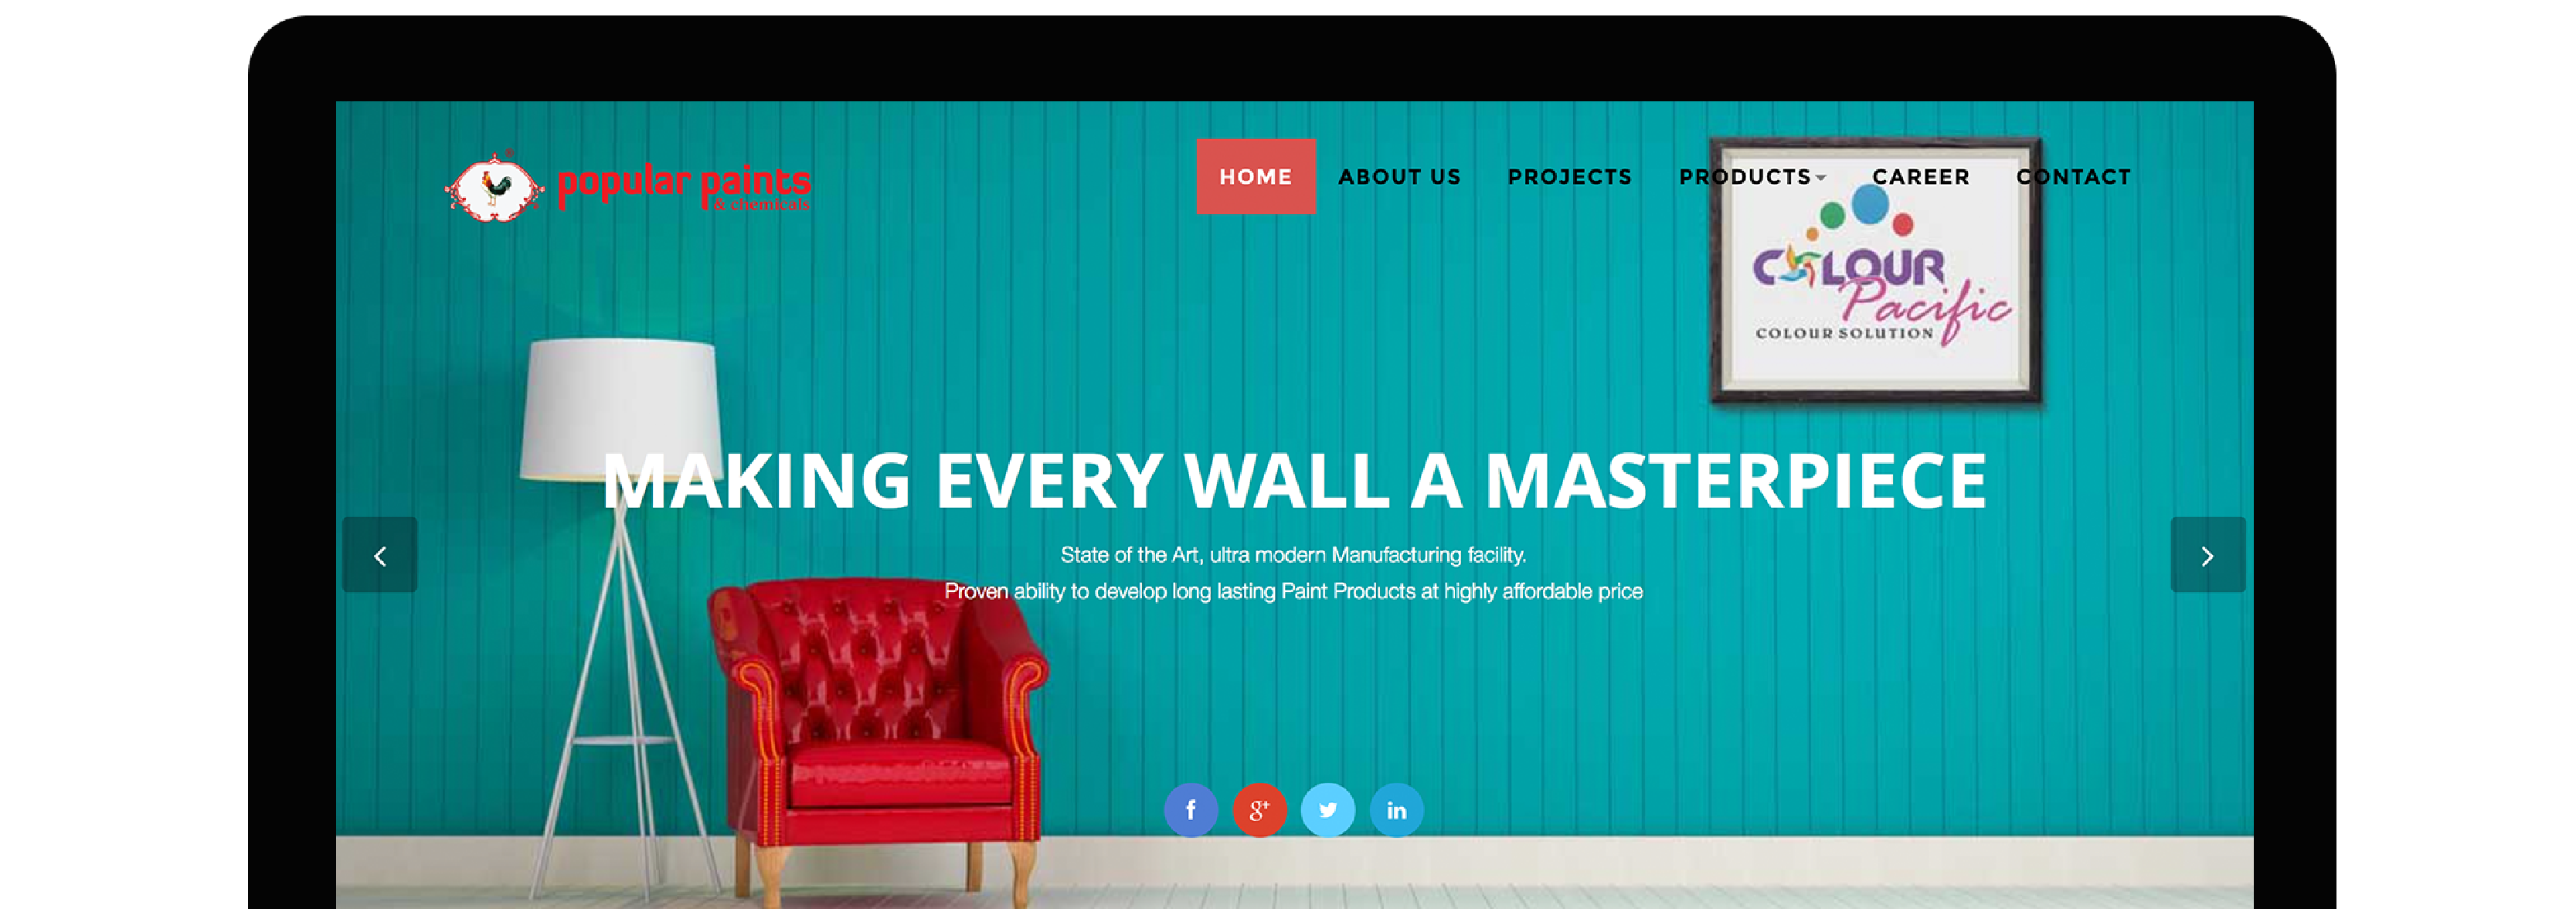 popular paints
& chemicals
HOME ABOUT US PROJECTS PRODUCTS CAREER CONTACT
COLOUR
Pacific
COLOUR SOLUTION
MAKING EVERY WALL A MASTERPIECE
State of the Art, ultra modern Manufacturing facility.
Proven ability to develop long lasting Paint Products at highly affordable price
f g+ in